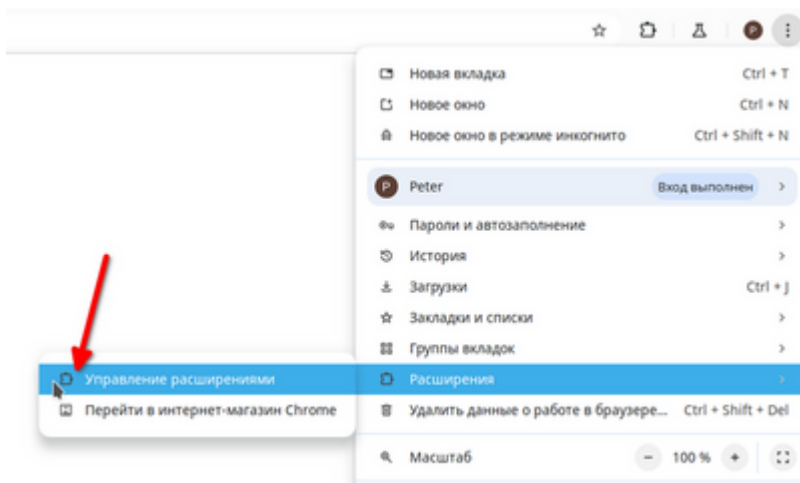 P
Новая вкладка Ctrl + T
Новое окно Ctrl + N
Новое окно в режиме инкогнито Ctrl + Shift + N
P Peter Вход выполнен
Пароли и автозаполнение
История
Загрузки Ctrl + J
Закладки и списки
Группы вкладок
Управление расширениями Расширения
Перейти в интернет-магазин Chrome Удалить данные о работе в браузере... Ctrl + Shift + Del
Масштаб − 100 % +